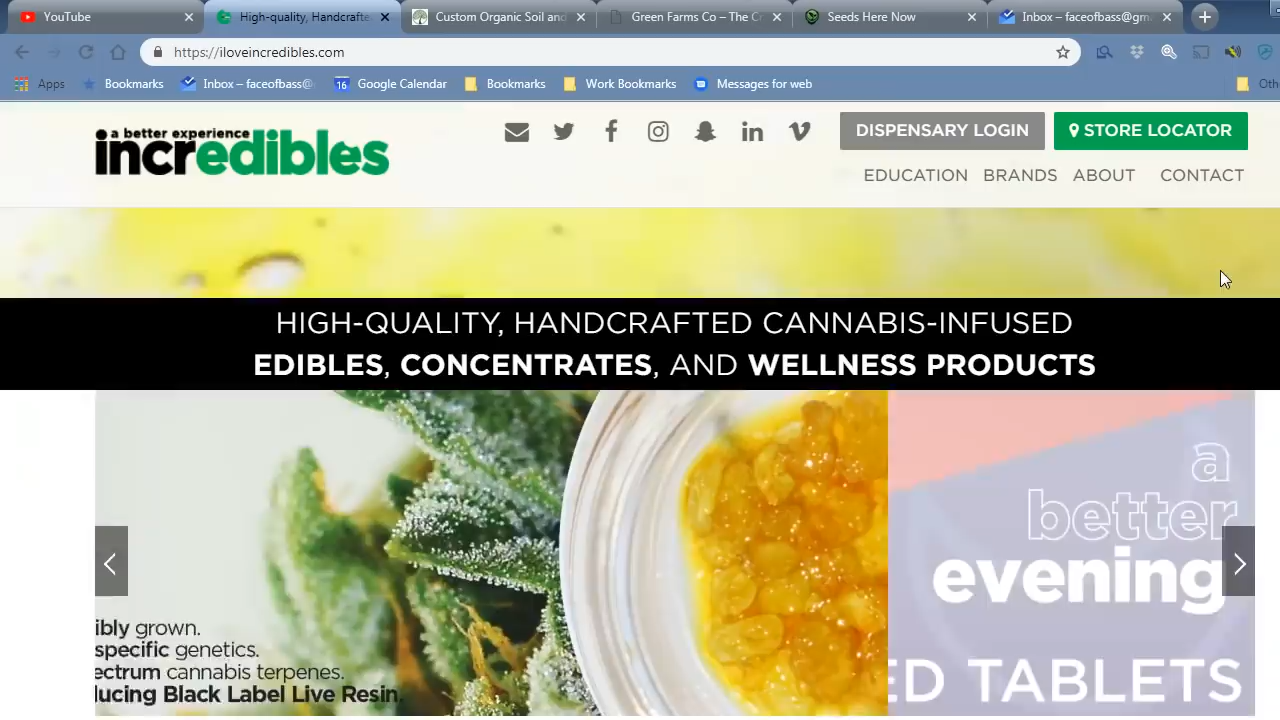 YouTube
High-quality, Handcrafte
Custom Organic Soil and
Green Farms Co – The Cr
Seeds Here Now
Inbox – faceofbass@gm
https://iloveincredibles.com
Apps
Bookmarks
Inbox – faceofbass@
16
Google Calendar
Bookmarks
Work Bookmarks
Messages for web
Oth
a better experience
incredibles
DISPENSARY LOGIN
STORE LOCATOR
EDUCATION
BRANDS
ABOUT
CONTACT
HIGH-QUALITY, HANDCRAFTED CANNABIS-INFUSED
EDIBLES, CONCENTRATES, AND WELLNESS PRODUCTS
ibly grown.
specific genetics.
ectrum cannabis terpenes.
ducing Black Label Live Resin.
a
better
evening
ED TABLETS